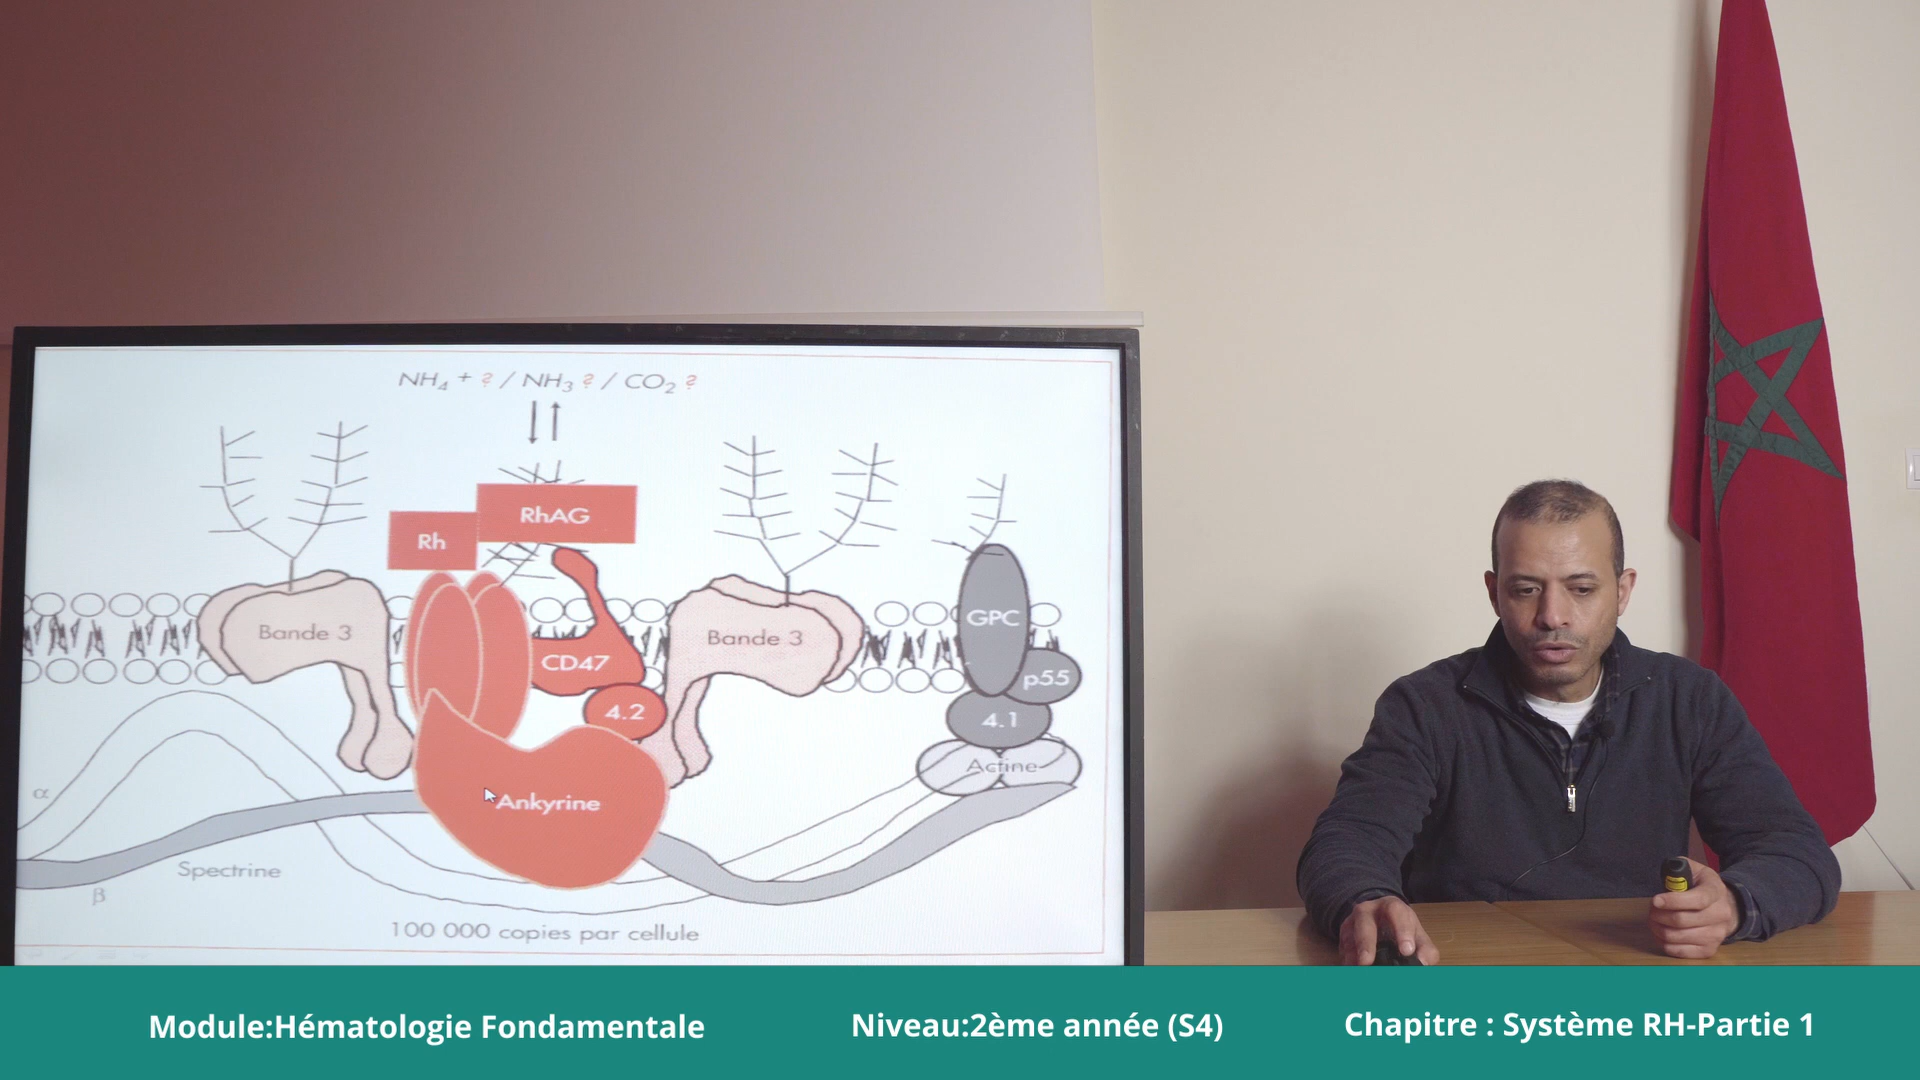 NH4 + ? / NH3 ? / CO2 ?
RhAG
Rh
Bande 3
CD47
Bande 3
GPC
p55
4.2
4.1
Actine
α
Ankyrine
Spectrine
β
100 000 copies par cellule
Module:Hématologie Fondamentale
Niveau:2ème année (S4)
Chapitre : Système RH-Partie 1